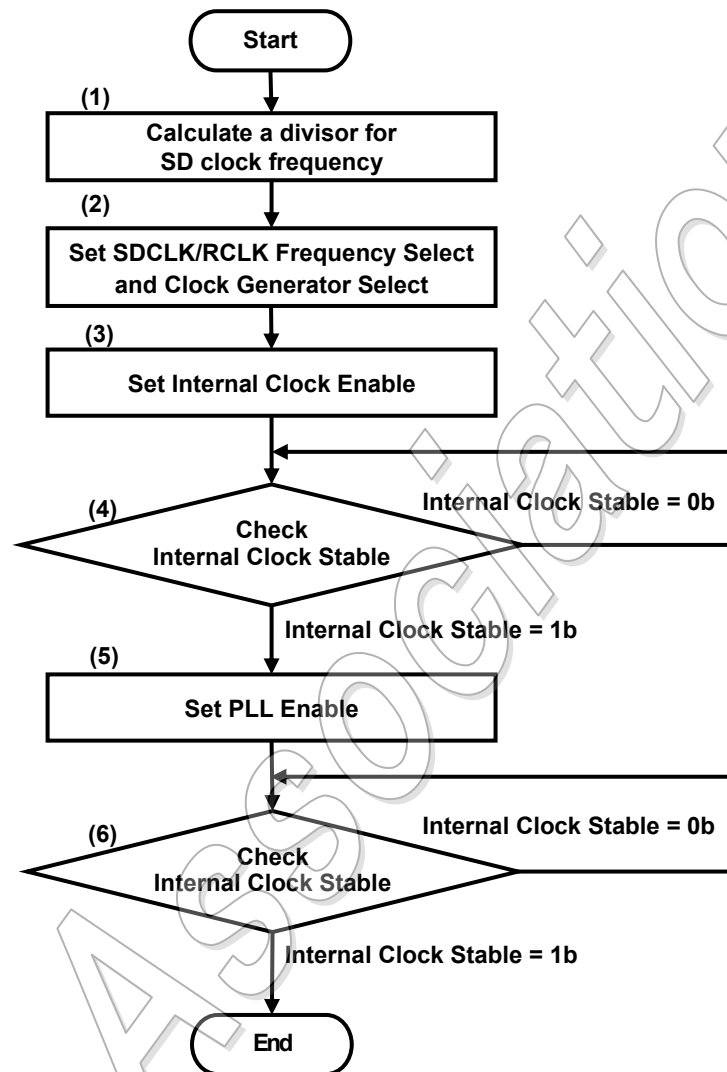 Start
(1)
Calculate a divisor for
SD clock frequency
(2)
Set SDCLK/RCLK Frequency Select
and Clock Generator Select
(3)
Set Internal Clock Enable
Internal Clock Stable = 0b
(4)
Check
Internal Clock Stable
Internal Clock Stable = 1b
(5)
Set PLL Enable
Internal Clock Stable = 0b
(6)
Check
Internal Clock Stable
Internal Clock Stable = 1b
End
Associatio